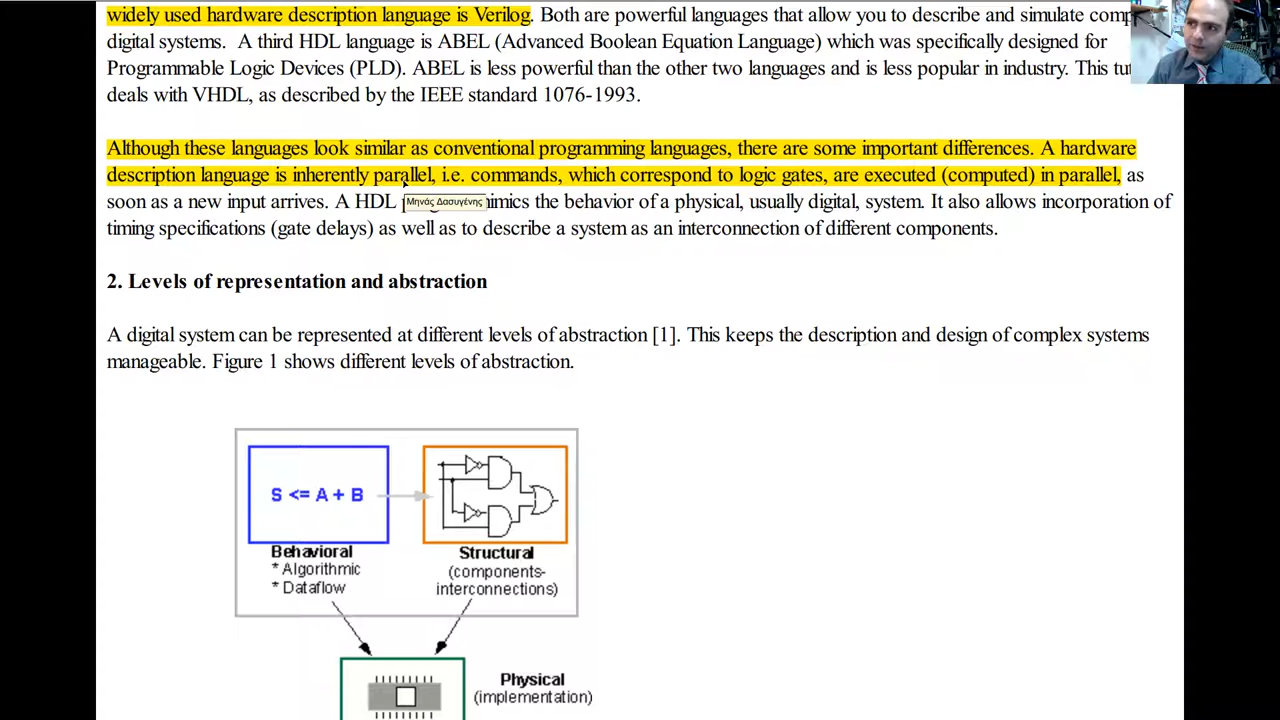 widely used hardware description language is Verilog. Both are powerful languages that allow you to describe and simulate
digital systems. A third HDL language is ABEL (Advanced Boolean Equation Language) which was specifically designed for
Programmable Logic Devices (PLD). ABEL is less powerful than the other two languages and is less popular in industry. This
deals with VHDL, as described by the IEEE standard 1076-1993.
Although these languages look similar as conventional programming languages, there are some important differences. A hardware
description language is inherently parallel, i.e. commands, which correspond to logic gates, are executed (computed) in parallel, as
soon as a new input arrives. A HDL mimics the behavior of a physical, usually digital, system. It also allows incorporation of
Μηνάς Δασυγένης
timing specifications (gate delays) as well as to describe a system as an interconnection of different components.
2. Levels of representation and abstraction
A digital system can be represented at different levels of abstraction [1]. This keeps the description and design of complex systems
manageable. Figure 1 shows different levels of abstraction.
S <= A + B
Behavioral
* Algorithmic
* Dataflow
Structural
(components-
interconnections)
Physical
(implementation)